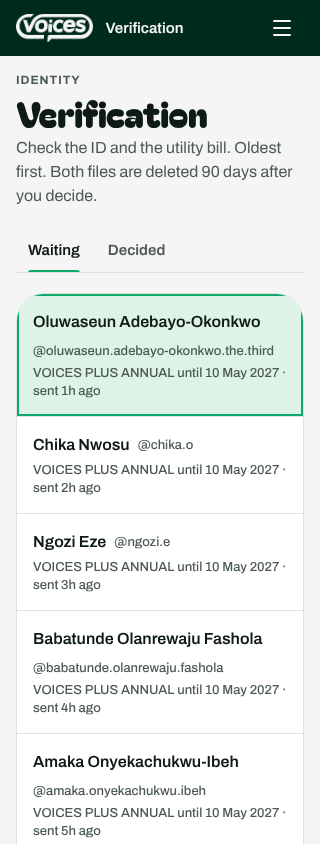 Voices
Verification
IDENTITY
Verification
Check the ID and the utility bill. Oldest
first. Both files are deleted 90 days after
you decide.
Waiting
Decided
Oluwaseun Adebayo-Okonkwo
@oluwaseun.adebayo-okonkwo.the.third
VOICES PLUS ANNUAL until 10 May 2027 ·
sent 1h ago
Chika Nwosu @chika.o
VOICES PLUS ANNUAL until 10 May 2027 ·
sent 2h ago
Ngozi Eze @ngozi.e
VOICES PLUS ANNUAL until 10 May 2027 ·
sent 3h ago
Babatunde Olanrewaju Fashola
@babatunde.olanrewaju.fashola
VOICES PLUS ANNUAL until 10 May 2027 ·
sent 4h ago
Amaka Onyekachukwu-Ibeh
@amaka.onyekachukwu.ibeh
VOICES PLUS ANNUAL until 10 May 2027 ·
sent 5h ago